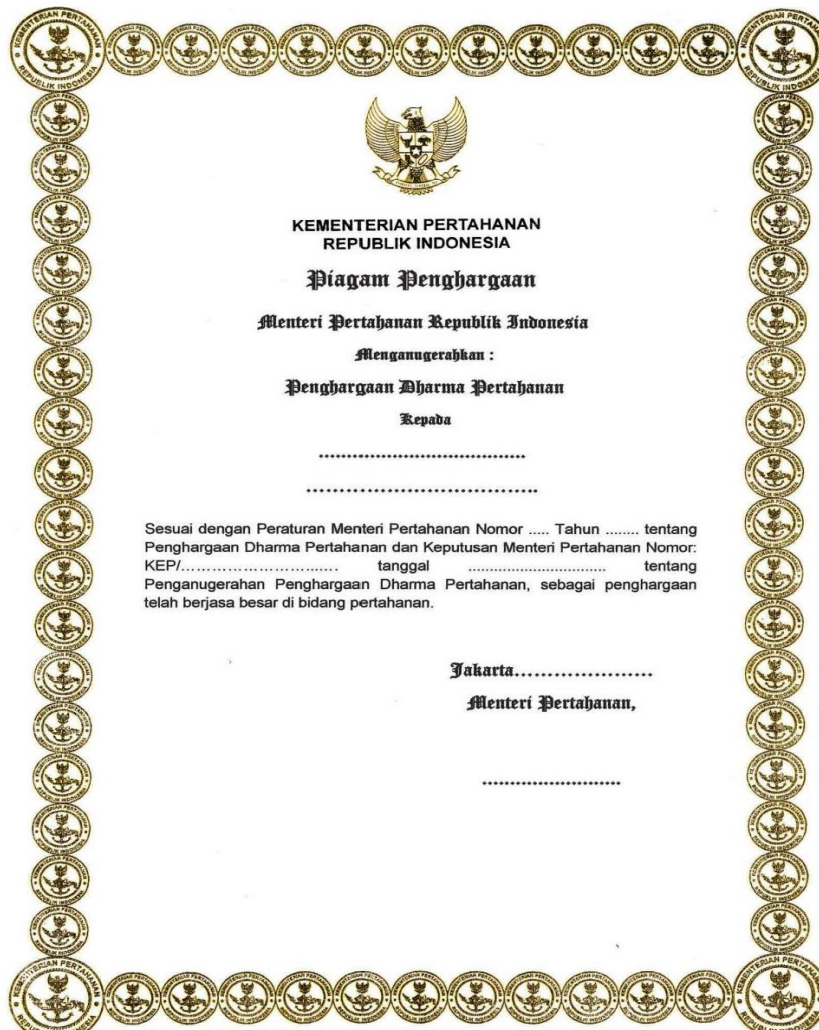 KEMENTERIAN PERTAHANAN
REPUBLIK INDONESIA
Piagam Penghargaan
Menteri Pertahanan Republik Indonesia
Menganugerahkan :
Penghargaan Dharma Pertahanan
Kepada
.....................................
...................................
Sesuai dengan Peraturan Menteri Pertahanan Nomor ..... Tahun ........ tentang
Penghargaan Dharma Pertahanan dan Keputusan Menteri Pertahanan Nomor:
KEP/............................ tanggal ................................ tentang
Penganugerahan Penghargaan Dharma Pertahanan, sebagai penghargaan
telah berjasa besar di bidang pertahanan.
Jakarta.....................
Menteri Pertahanan,
.........................